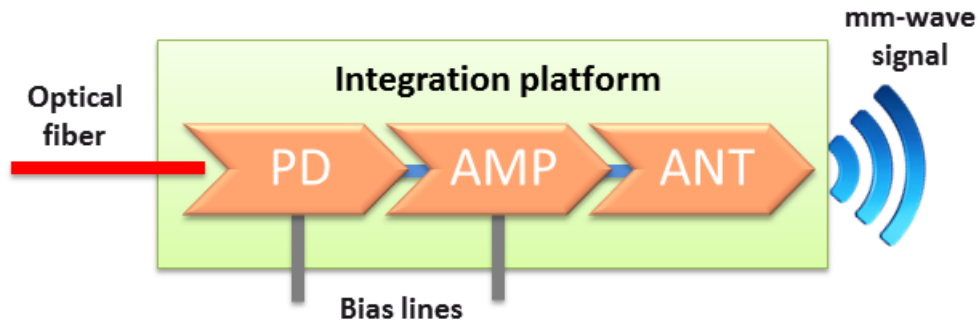 mm-wave
signal
Integration platform
Optical
fiber
PD
AMP
ANT
Bias lines